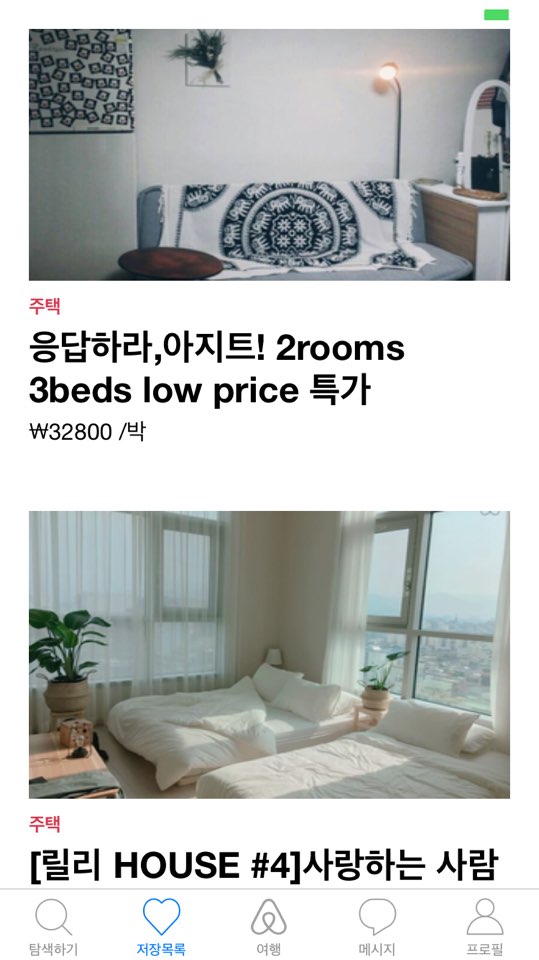 주택
응답하라,아지트! 2rooms
3beds low price 특가
₩32800 /박
주택
[릴리 HOUSE #4]사랑하는 사람
탐색하기
저장목록
여행
메시지
프로필